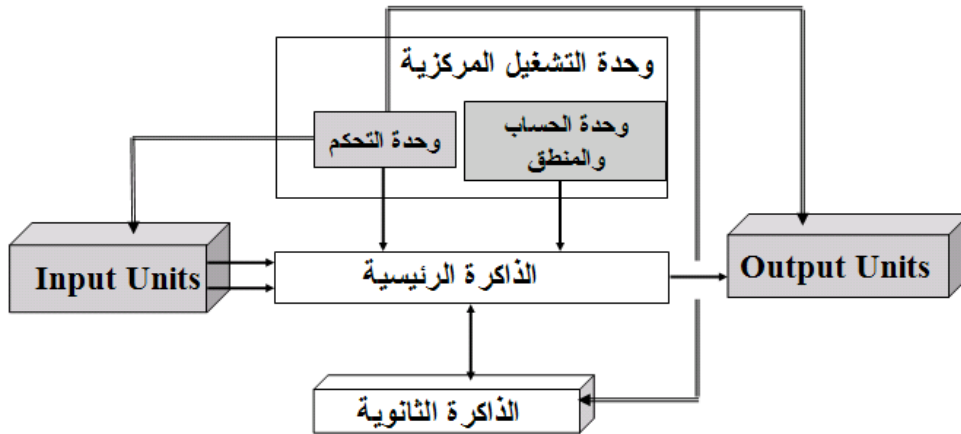 وحدة التشغيل المركزية
وحدة الحساب
والمنطق
وحدة التحكم
Input Units
الذاكرة الرئيسية
Output Units
الذاكرة الثانوية